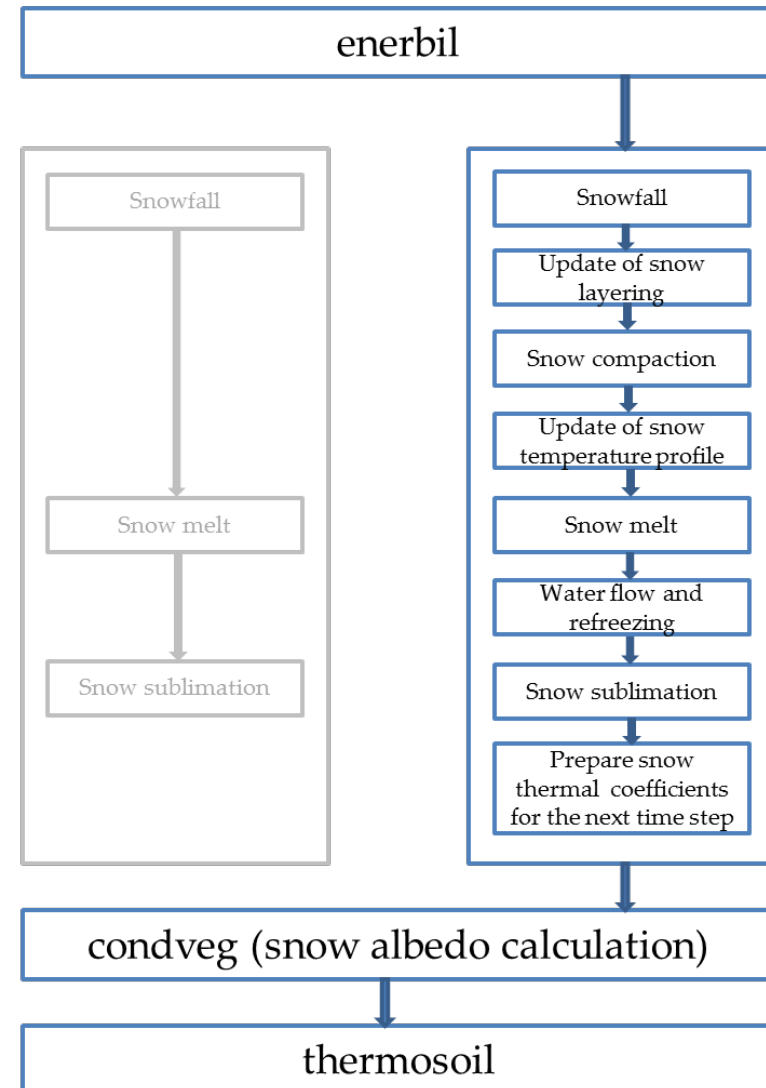 enerbil
Snowfall
Snow melt
Snow sublimation
Snowfall
Update of snow
layering
Snow compaction
Update of snow
temperature profile
Snow melt
Water flow and
refreezing
Snow sublimation
Prepare snow
thermal coefficients
for the next time step
condveg (snow albedo calculation)
thermosoil